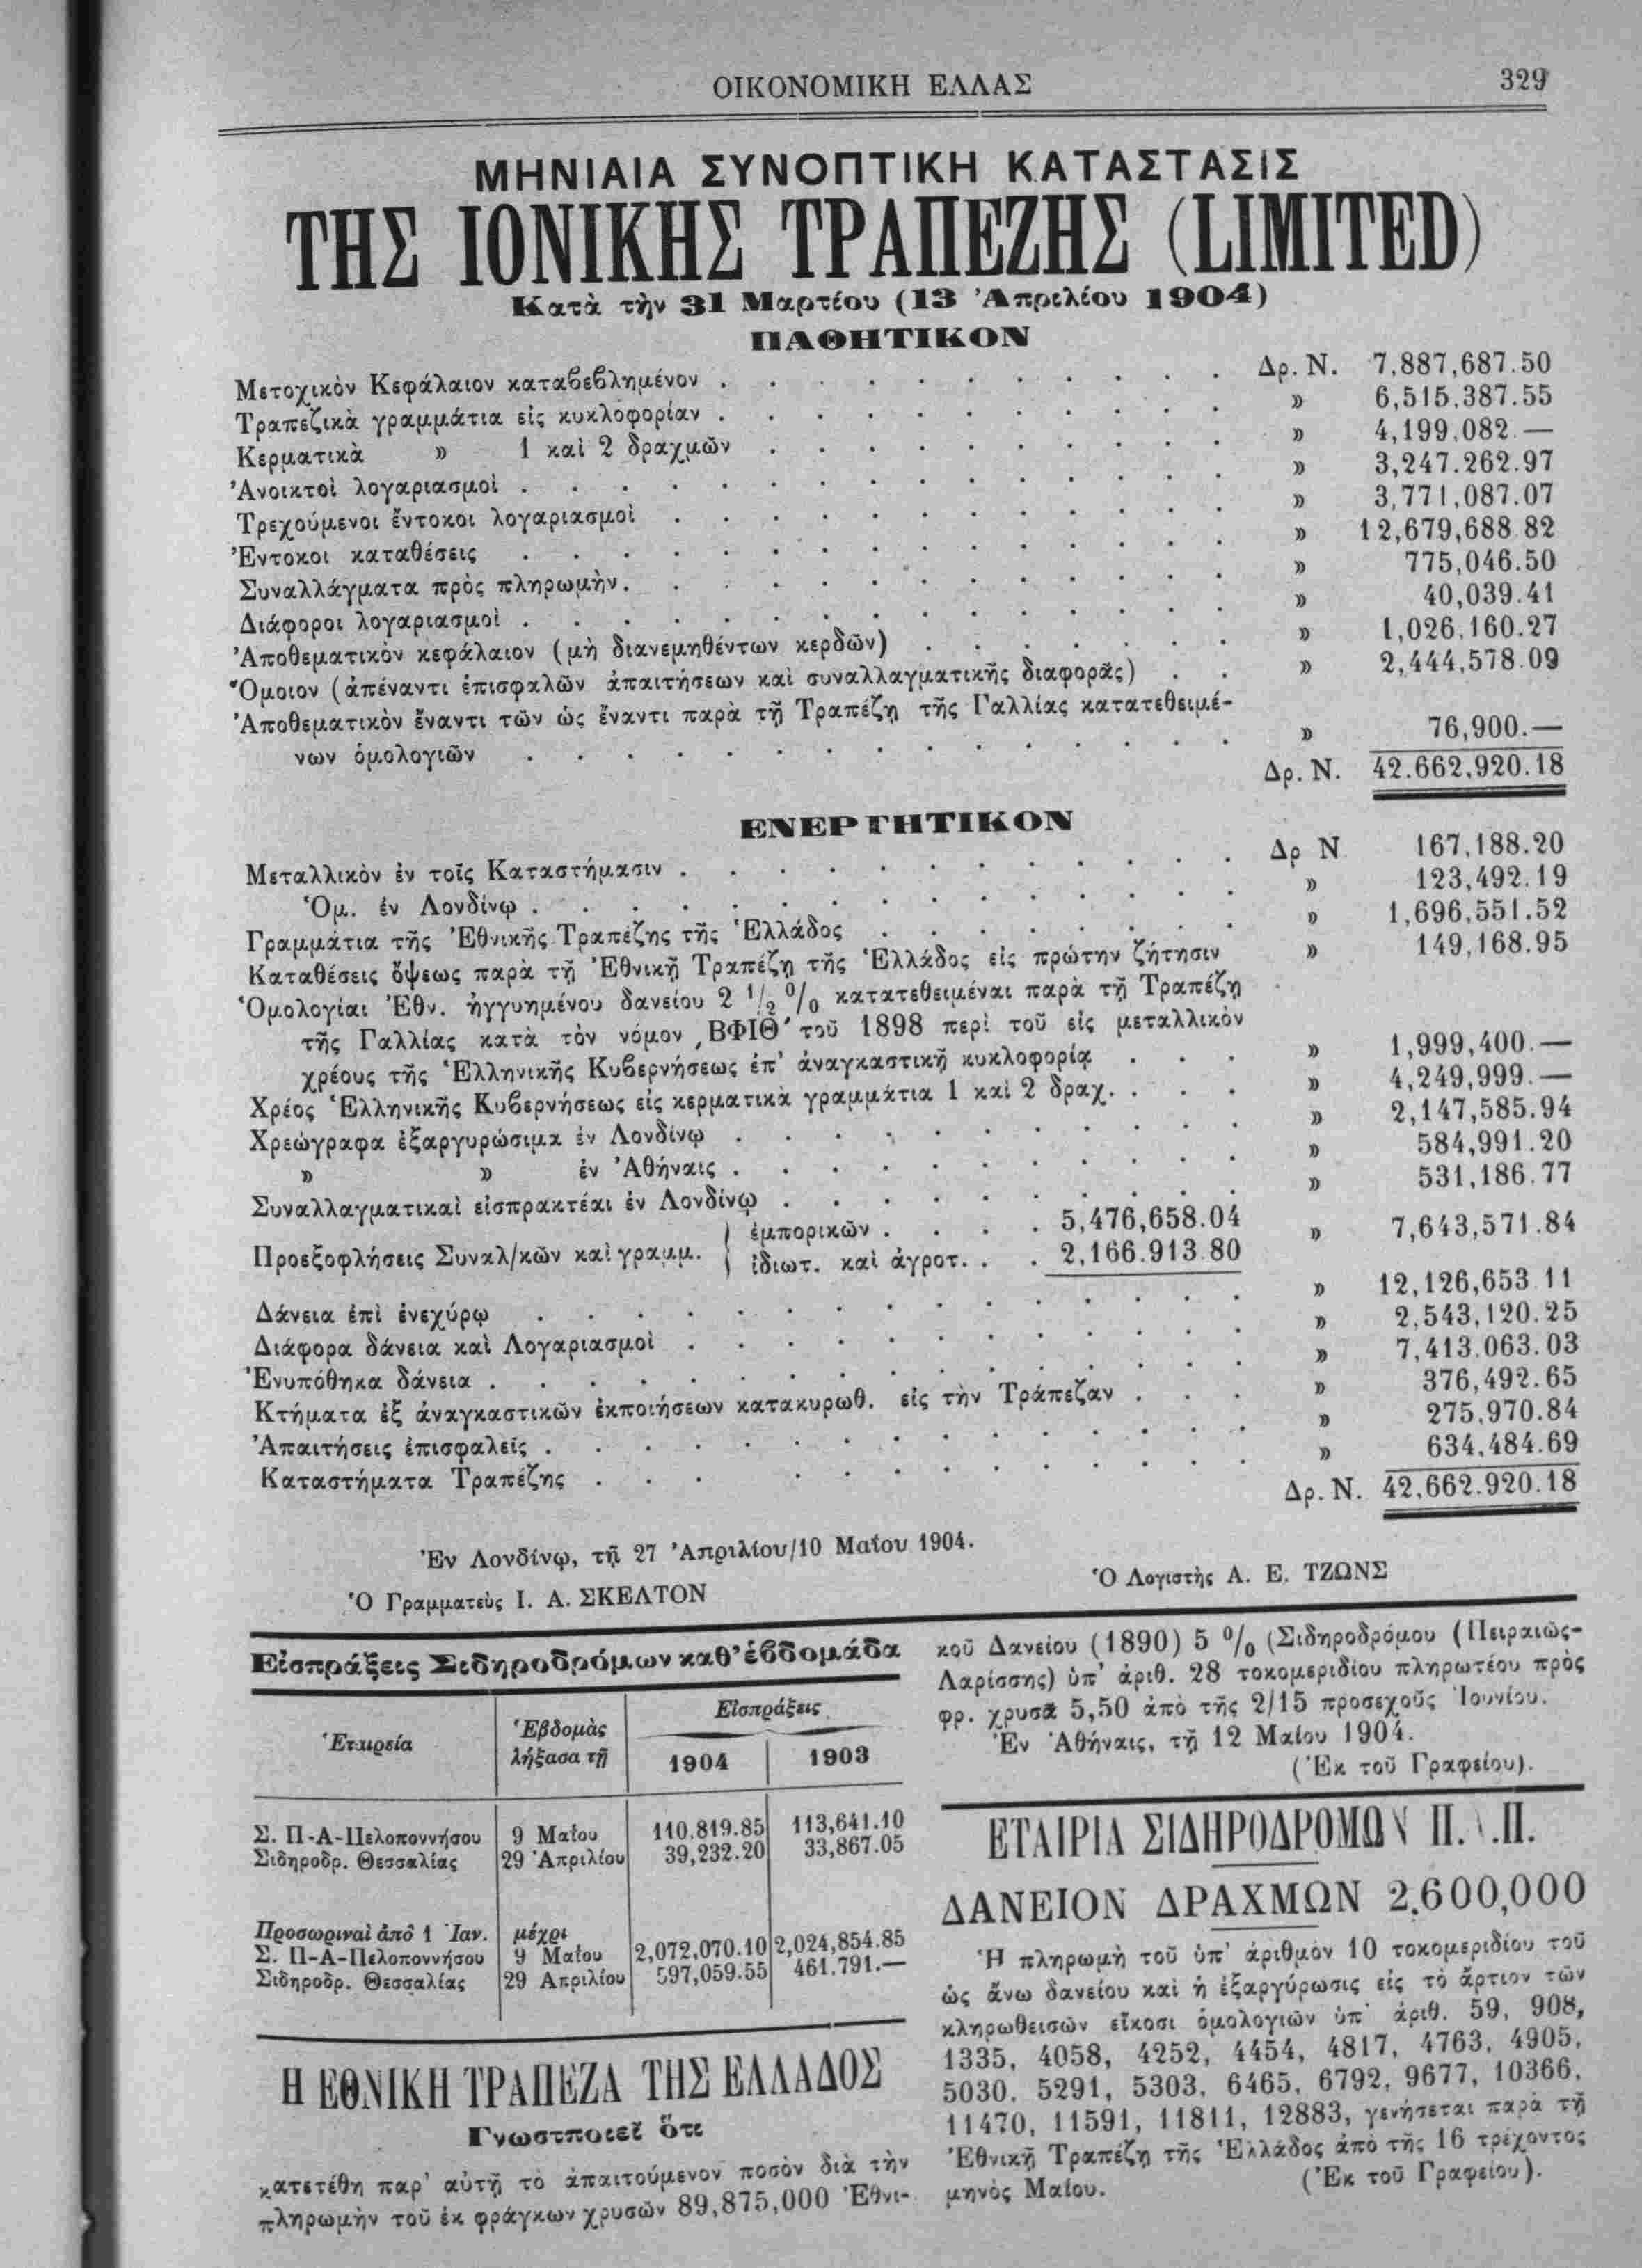 ΟΙΚΟΝΟΜΙΚΗ ΕΛΛΑΣ 329
ΜΗΝΙΑΙΑ ΣΥΝΟΠΤΙΚΗ ΚΑΤΑΣΤΑΣΙΣ
ΤΗΣ ΙΟΝΙΚΗΣ ΤΡΑΠΕΖΗΣ (LIMITED)
Κατὰ τὴν 31 Μαρτίου (13 Ἀπριλίου 1904)
ΠΑΘΗΤΙΚΟΝ
Μετοχικὸν Κεφάλαιον καταβεβλημένον . . . . . . . . . . . Δρ. Ν. 7,887,687.50
Τραπεζικὰ γραμμάτια εἰς κυκλοφορίαν . . . . . . . . . . . » 6,515.387.55
Κερματικὰ » 1 καὶ 2 δραχμῶν . . . . . . . . . . » 4,199.082.—
Ἀνοικτοὶ λογαριασμοὶ . . . . . . . . . . . . . . . » 3,247.262.97
Τρεχούμενοι ἔντοκοι λογαριασμοὶ . . . . . . . . . . . . » 3,771,087.07
Ἔντοκοι καταθέσεις . . . . . . . . . . . . . . . » 12,679,688 82
Συναλλάγματα πρὸς πληρωμὴν. . . . . . . . . . . . . » 775,046.50
Διάφοροι λογαριασμοὶ . . . . . . . . . . . . . . . » 40,039.41
Ἀποθεματικὸν κεφάλαιον (μὴ διανεμηθέντων κερδῶν) . . . . . . . » 1,026,160.27
Ὅμοιον (ἀπέναντι ἐπισφαλῶν ἀπαιτήσεων καὶ συναλλαγματικῆς διαφορᾶς) . . » 2,444,578.09
Ἀποθεματικὸν ἔναντι τῶν ὡς ἔναντι παρὰ τῇ Τραπέζῃ τῆς Γαλλίας κατατεθειμέ-
νων ὁμολογιῶν . . . . . . . . . . . . . . . » 76,900.—
Δρ. Ν. 42.662,920.18
ΕΝΕΡΓΗΤΙΚΟΝ
Μεταλλικὸν ἐν τοῖς Καταστήμασιν . . . . . . . . . . . . Δρ Ν 167,188.20
Ὁμ. ἐν Λονδίνῳ . . . . . . . . . . . . . . . » 123,492.19
Γραμμάτια τῆς Ἐθνικῆς Τραπέζης τῆς Ἑλλάδος . . . . . . . . » 1,696,551.52
Καταθέσεις ὄψεως παρὰ τῇ Ἐθνικῇ Τραπέζῃ τῆς Ἑλλάδος εἰς πρώτην ζήτησιν » 149,168.95
Ὁμολογίαι Ἐθν. ἠγγυημένου δανείου 2 1/2 0/0 κατατεθειμέναι παρὰ τῇ Τραπέζῃ
τῆς Γαλλίας κατὰ τὸν νόμον ͵ΒΦΙΘ΄ τοῦ 1898 περὶ τοῦ εἰς μεταλλικὸν
χρέους τῆς Ἑλληνικῆς Κυβερνήσεως ἐπ' ἀναγκαστικῇ κυκλοφορίᾳ . . . » 1,999,400.—
Χρέος Ἑλληνικῆς Κυβερνήσεως εἰς κερματικὰ γραμμάτια 1 καὶ 2 δραχ. . . . » 4,249,999.—
Χρεώγραφα ἐξαργυρώσιμα ἐν Λονδίνῳ . . . . . . . . . . . » 2,147,585.94
» » ἐν Ἀθήναις . . . . . . . . . . . » 584,991.20
Συναλλαγματικαὶ εἰσπρακτέαι ἐν Λονδίνῳ . . . . . . . . . . » 531,186.77
ἐμπορικῶν . . . . 5,476,658.04
Προεξοφλήσεις Συναλ/κῶν καὶ γραμμ. » 7,643,571.84
ἰδιωτ. καὶ ἀγροτ. . . 2,166.913.80
Δάνεια ἐπὶ ἐνεχύρῳ . . . . . . . . . . . . . . . » 12,126,653 11
Διάφορα δάνεια καὶ Λογαριασμοὶ . . . . . . . . . . . . » 2,543,120.25
Ἐνυπόθηκα δάνεια . . . . . . . . . . . . . . . . » 7,413.063.03
Κτήματα ἐξ ἀναγκαστικῶν ἐκποιήσεων κατακυρωθ. εἰς τὴν Τράπεζαν . . . » 376,492.65
Ἀπαιτήσεις ἐπισφαλεῖς . . . . . . . . . . . . . . . » 275,970.84
Καταστήματα Τραπέζης . . . . . . . . . . . . . . » 634,484.69
Δρ. Ν. 42,662.920.18
Ἐν Λονδίνῳ, τῇ 27 Ἀπριλίου/10 Μαΐου 1904.
Ὁ Γραμματεὺς Ι. Α. ΣΚΕΛΤΟΝ Ὁ Λογιστὴς Α. Ε. ΤΖΩΝΣ
Εἰσπράξεις Σιδηροδρόμων καθ' ἑβδομάδα
Ἑταιρεία Ἑβδομὰς λήξασα τῇ Εἰσπράξεις
1904 1903
Σ. Π-Α-Πελοποννήσου 9 Μαΐου 110.819.85 113,641.10
Σιδηροδρ. Θεσσαλίας 29 Ἀπριλίου 39,232.20 33,867.05
Προσωριναὶ ἀπὸ 1 Ἰαν. μέχρι
Σ. Π-Α-Πελοποννήσου 9 Μαΐου 2,072,070.10 2,024,854.85
Σιδηροδρ. Θεσσαλίας 29 Ἀπριλίου 597,059.55 461.791.—
Η ΕΘΝΙΚΗ ΤΡΑΠΕΖΑ ΤΗΣ ΕΛΛΑΔΟΣ
Γνωστποιεῖ ὅτι
κατετέθη παρ' αὐτῇ τὸ ἀπαιτούμενον ποσὸν διὰ τὴν
πληρωμὴν τοῦ ἐκ φράγκων χρυσῶν 89,875,000 Ἐθνι-
κοῦ Δανείου (1890) 5 0/0 (Σιδηροδρόμου (Πειραιῶς-
Λαρίσσης) ὑπ' ἀριθ. 28 τοκομεριδίου πληρωτέου πρὸς
φρ. χρυσᾶ 5,50 ἀπὸ τῆς 2/15 προσεχοῦς Ἰουνίου.
Ἐν Ἀθήναις, τῇ 12 Μαΐου 1904.
(Ἐκ τοῦ Γραφείου).
ΕΤΑΙΡΙΑ ΣΙΔΗΡΟΔΡΟΜΩΝ Π.Α.Π.
ΔΑΝΕΙΟΝ ΔΡΑΧΜΩΝ 2,600,000
Ἡ πληρωμὴ τοῦ ὑπ' ἀριθμὸν 10 τοκομεριδίου τοῦ
ὡς ἄνω δανείου καὶ ἡ ἐξαργύρωσις εἰς τὸ ἄρτιον τῶν
κληρωθεισῶν εἴκοσι ὁμολογιῶν ὑπ' ἀριθ. 59, 908,
1335, 4058, 4252, 4454, 4817, 4763, 4905,
5030, 5291, 5303, 6465, 6792, 9677, 10366,
11470, 11591, 11811, 12883, γενήσεται παρὰ τῇ
Ἐθνικῇ Τραπέζῃ τῆς Ἑλλάδος ἀπὸ τῆς 16 τρέχοντος
μηνὸς Μαΐου. (Ἐκ τοῦ Γραφείου).